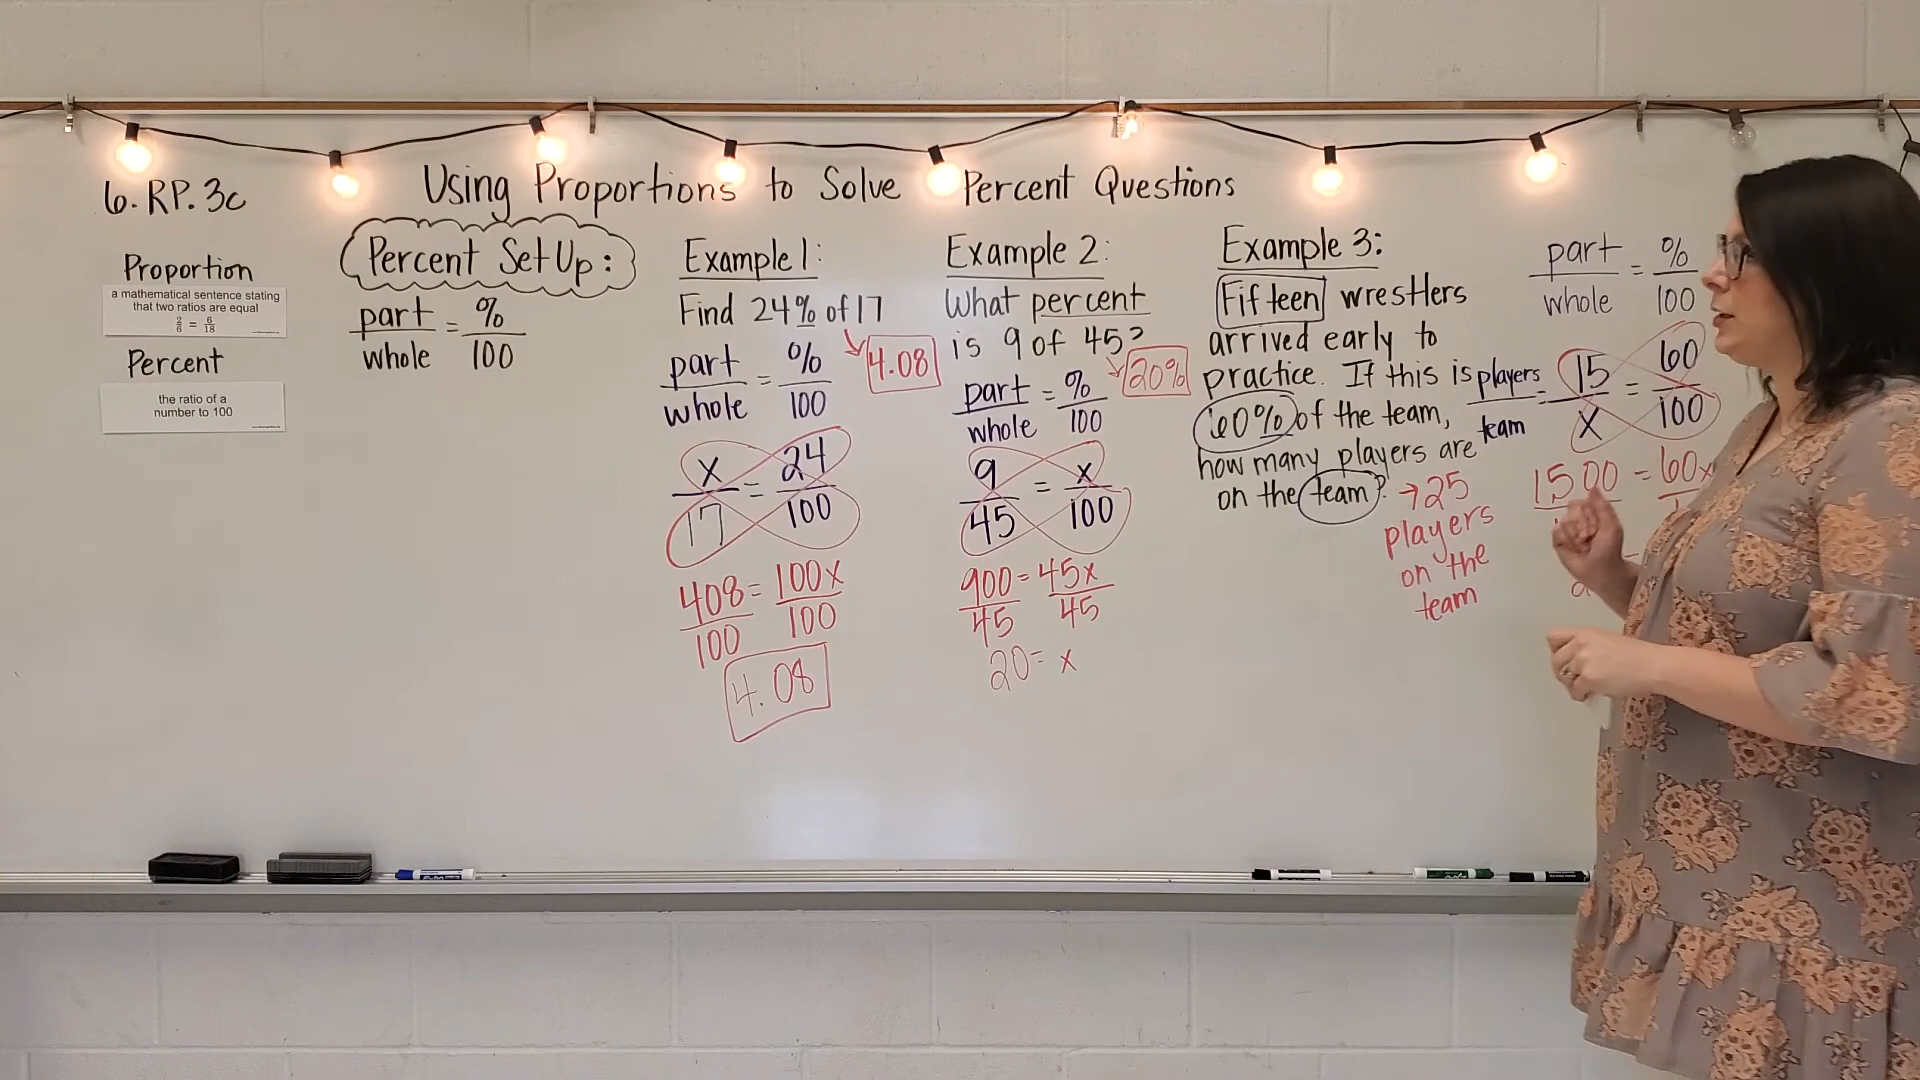 6.RP.3c
Using Proportions to Solve Percent Questions
Proportion
a mathematical sentence stating
that two ratios are equal
2/6 = 6/18
Percent
the ratio of a
number to 100
Percent Set Up:
part/whole = %/100
Example 1:
Find 24% of 17
4.08
part/whole = %/100
x/17 = 24/100
408/100 = 100x/100
4.08
Example 2:
What percent
is 9 of 45?
20%
part/whole = %/100
9/45 = x/100
900/45 = 45x/45
20 = x
Example 3:
Fifteen wrestlers
arrived early to
practice. If this is
60% of the team,
how many players are
on the team?
→25
players
on the
team
part/whole = %/100
players/team = 15/x = 60/100
1500 = 60x